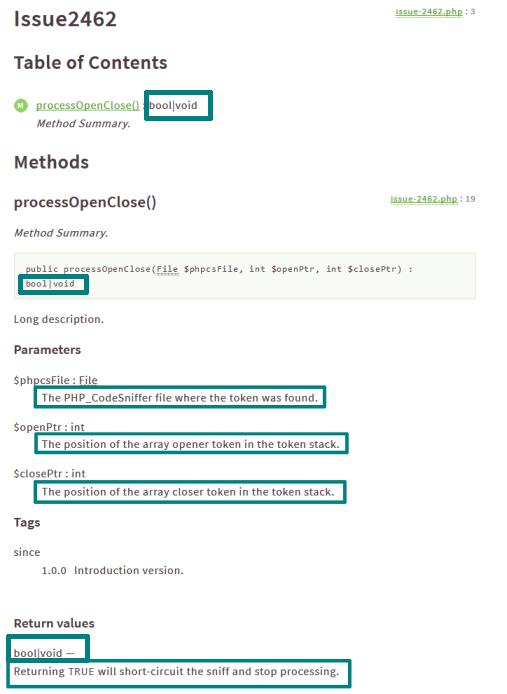 Issue2462
issue-2462.php : 3
Table of Contents
M processOpenClose() : bool|void
Method Summary.
Methods
processOpenClose()
issue-2462.php : 19
Method Summary.
public processOpenClose(File $phpcsFile, int $openPtr, int $closePtr) :
bool|void
Long description.
Parameters
$phpcsFile : File
The PHP_CodeSniffer file where the token was found.
$openPtr : int
The position of the array opener token in the token stack.
$closePtr : int
The position of the array closer token in the token stack.
Tags
since
1.0.0 Introduction version.
Return values
bool|void —
Returning TRUE will short-circuit the sniff and stop processing.